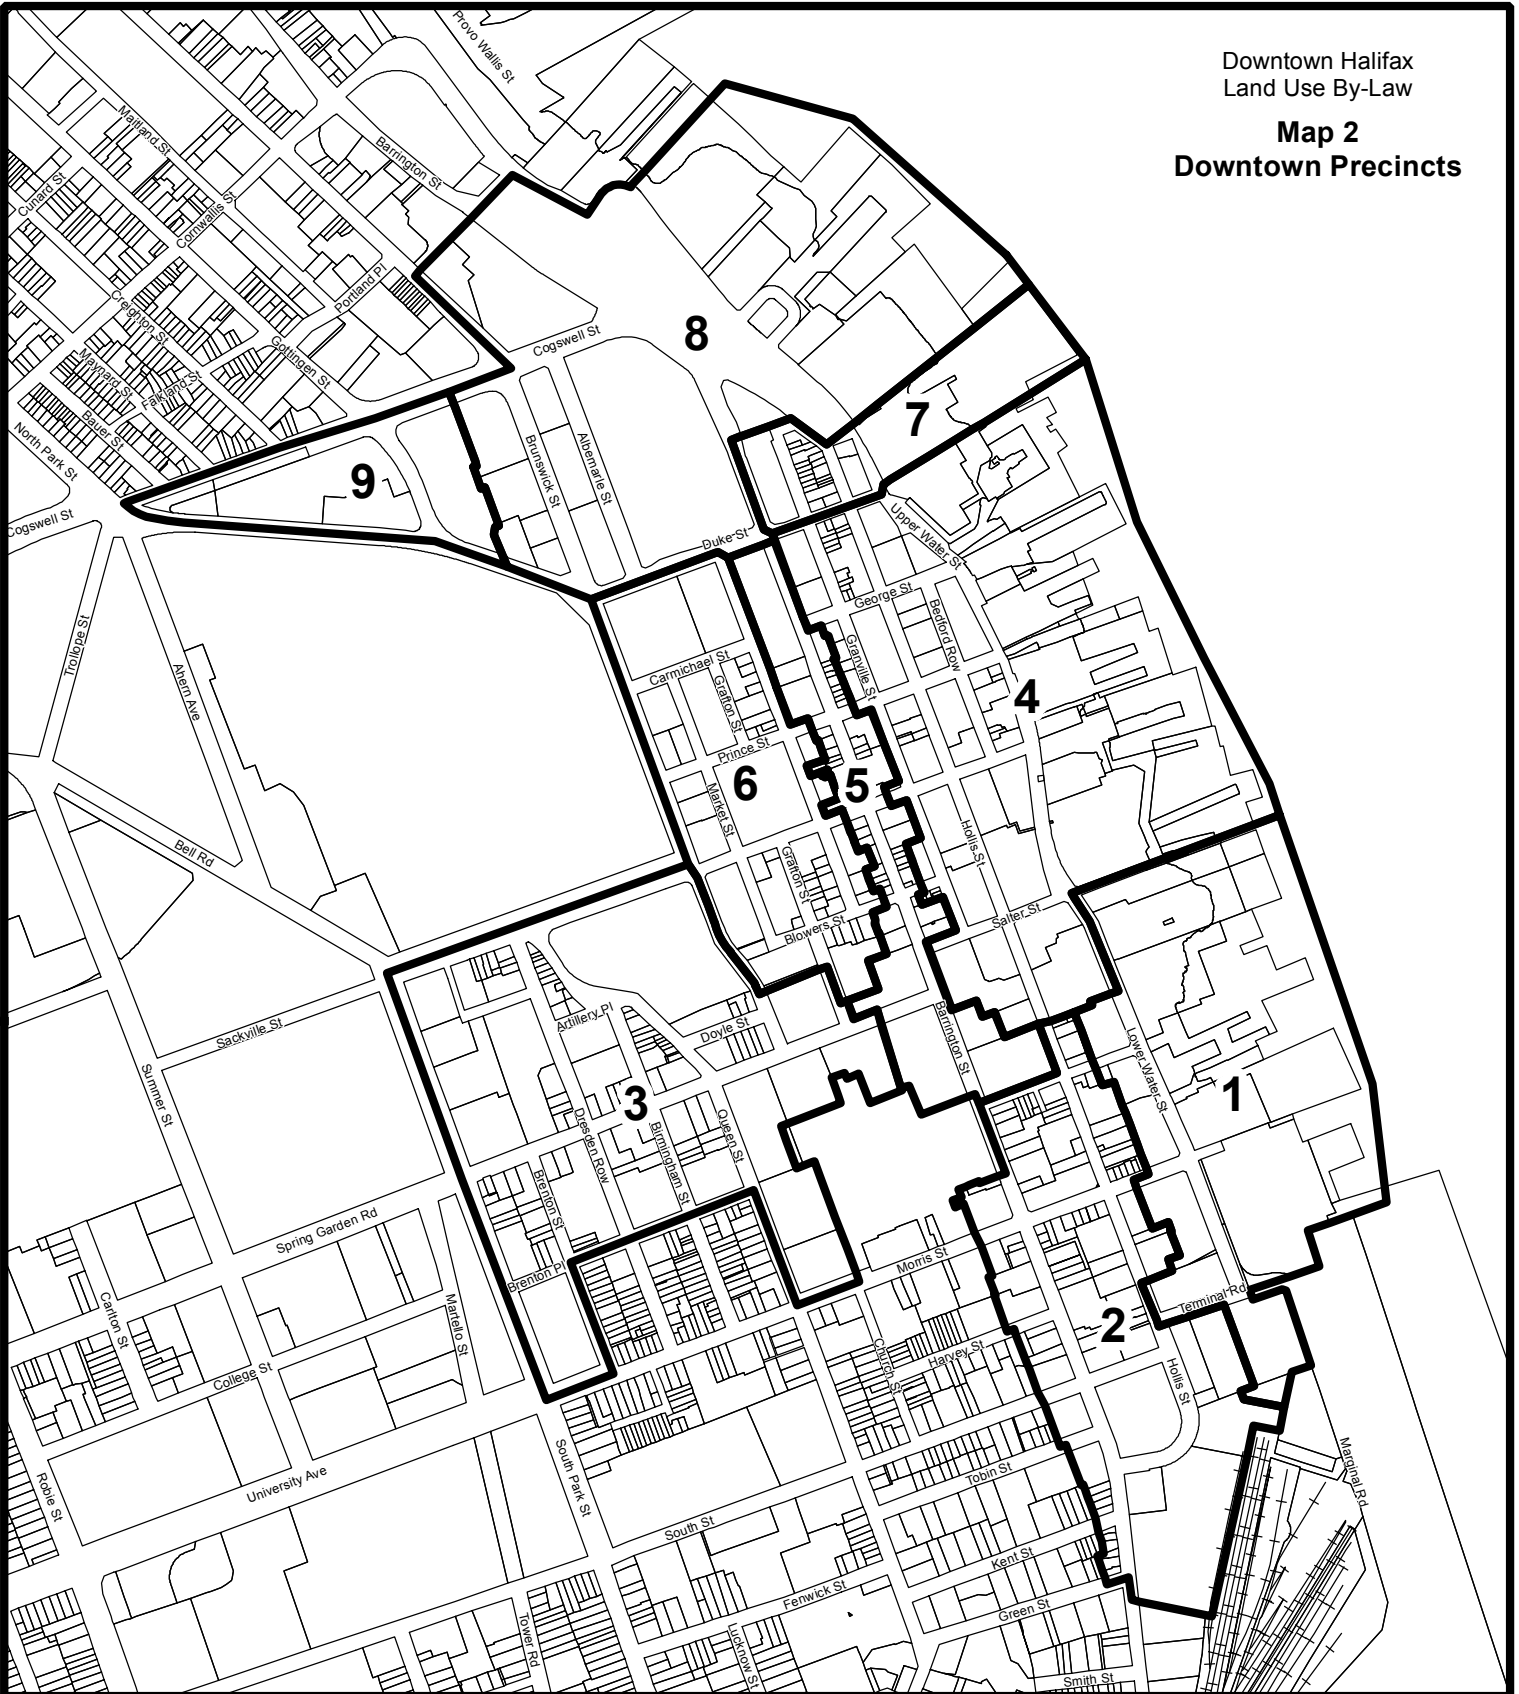 Downtown Halifax
Land Use By-Law
Map 2
Downtown Precincts
Provo Wallis St
Maitland St
Barrington St
Cunard St
Cornwallis St
Portland Pl
Creighton St
Gottingen St
Cogswell St
8
Maynard St
Falkland St
Bauer St
North Park St
7
9
Brunswick St
Albemarle St
Cogswell St
Duke St
Upper Water St
George St
Bedford Row
Trollope St
Ahern Ave
Carmichael St
Grafton St
Granville St
4
Prince St
6
5
Market St
Bell Rd
Hollis St
Grafton St
Blowers St
Salter St
Artillery Pl
Doyle St
Sackville St
Barrington St
Lower Water St
Summer St
3
1
Dresden Row
Birmingham St
Queen St
Brenton St
Spring Garden Rd
Morris St
Brenton Pl
Terminal Rd
Carlton St
Martello St
2
Church St
Harvey St
College St
Hollis St
South Park St
Marginal Rd
Robie St
University Ave
Tobin St
South St
Kent St
Fenwick St
Green St
Tower Rd
Lucknow St
Smith St